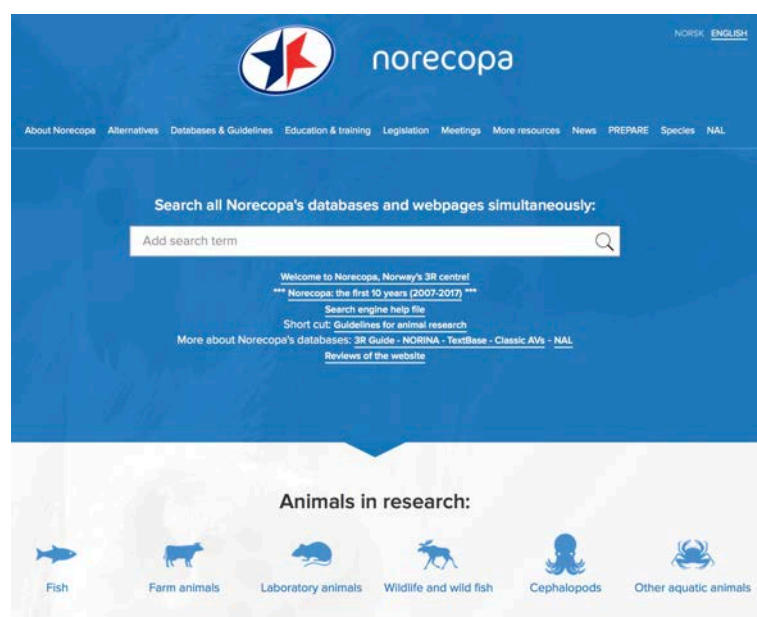 norecopa
NORSK ENGLISH
About Norecopa Alternatives Databases & Guidelines Education & training Legislation Meetings More resources News PREPARE Species NAL
Search all Norecopa's databases and webpages simultaneously:
Add search term
Welcome to Norecopa, Norway's 3R centre!
*** Norecopa: the first 10 years (2007-2017) ***
Search engine help file
Short cut: Guidelines for animal research
More about Norecopa's databases: 3R Guide - NORINA - TextBase - Classic AVs - NAL
Reviews of the website
Animals in research:
Fish Farm animals Laboratory animals Wildlife and wild fish Cephalopods Other aquatic animals